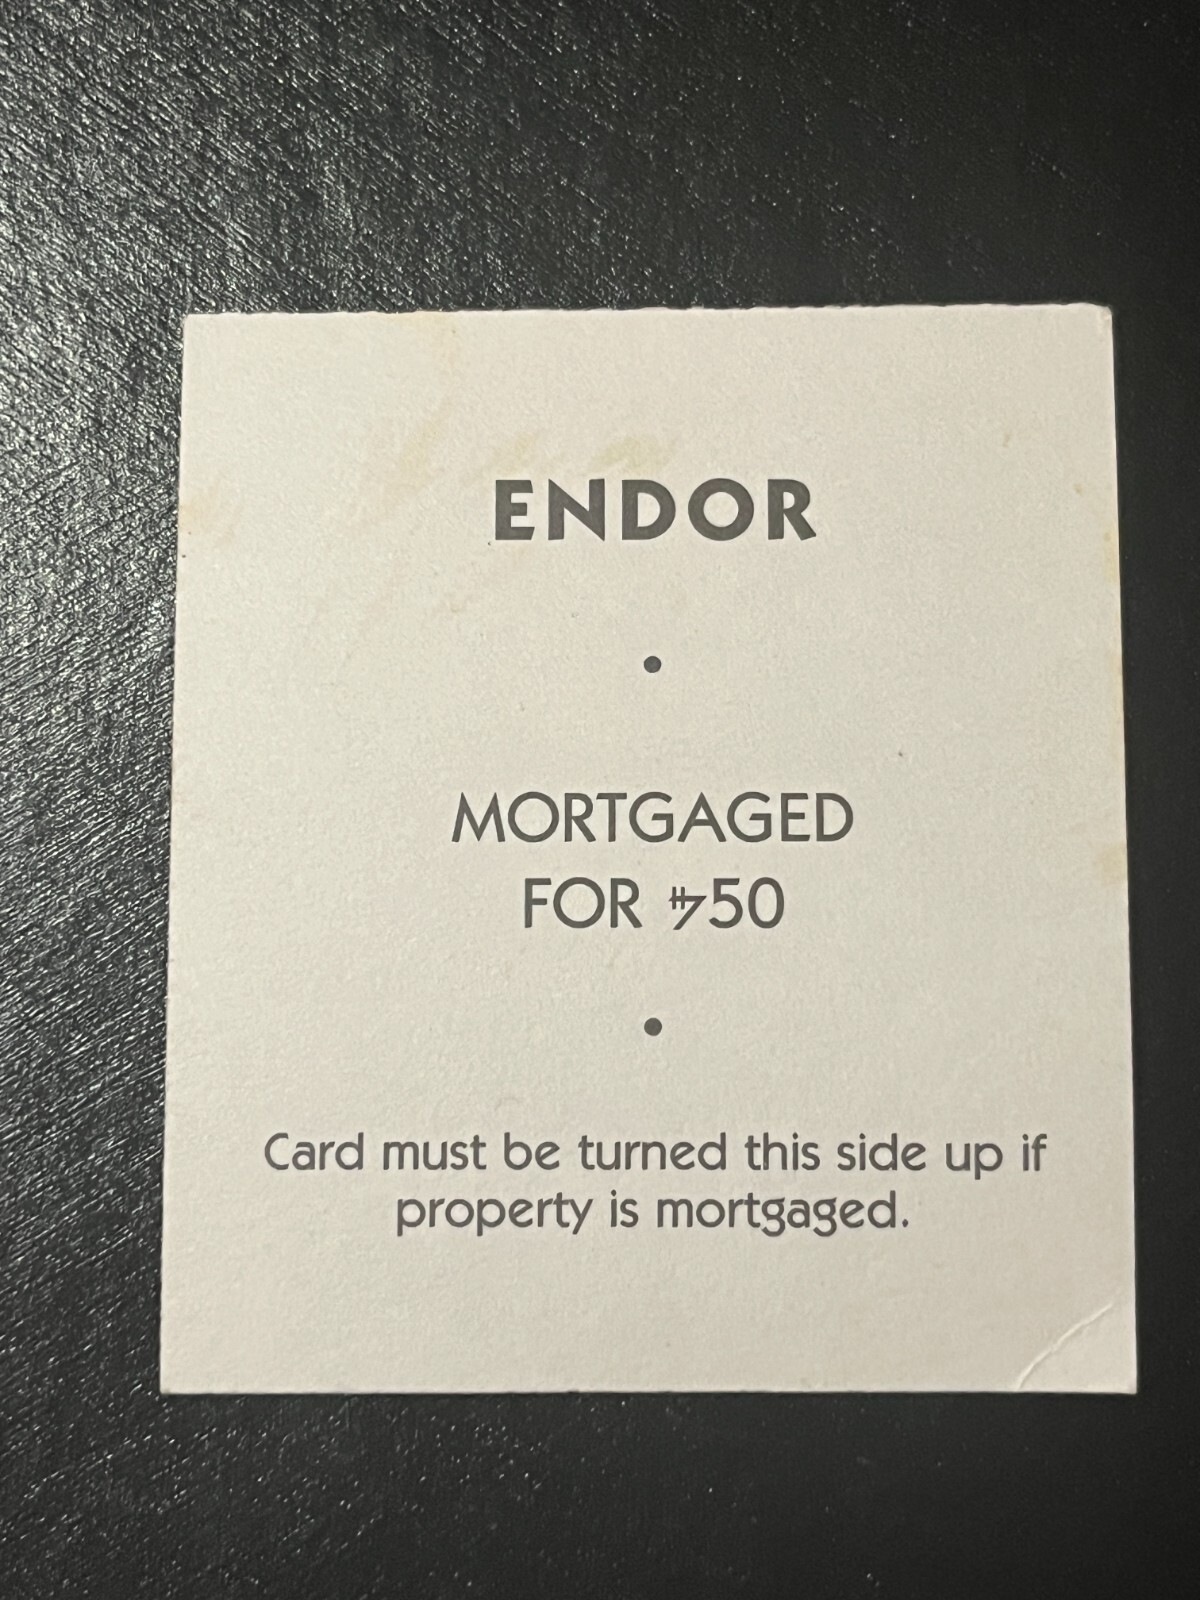 ENDOR
•
MORTGAGED
FOR 50
•
Card must be turned this side up if
property is mortgaged.